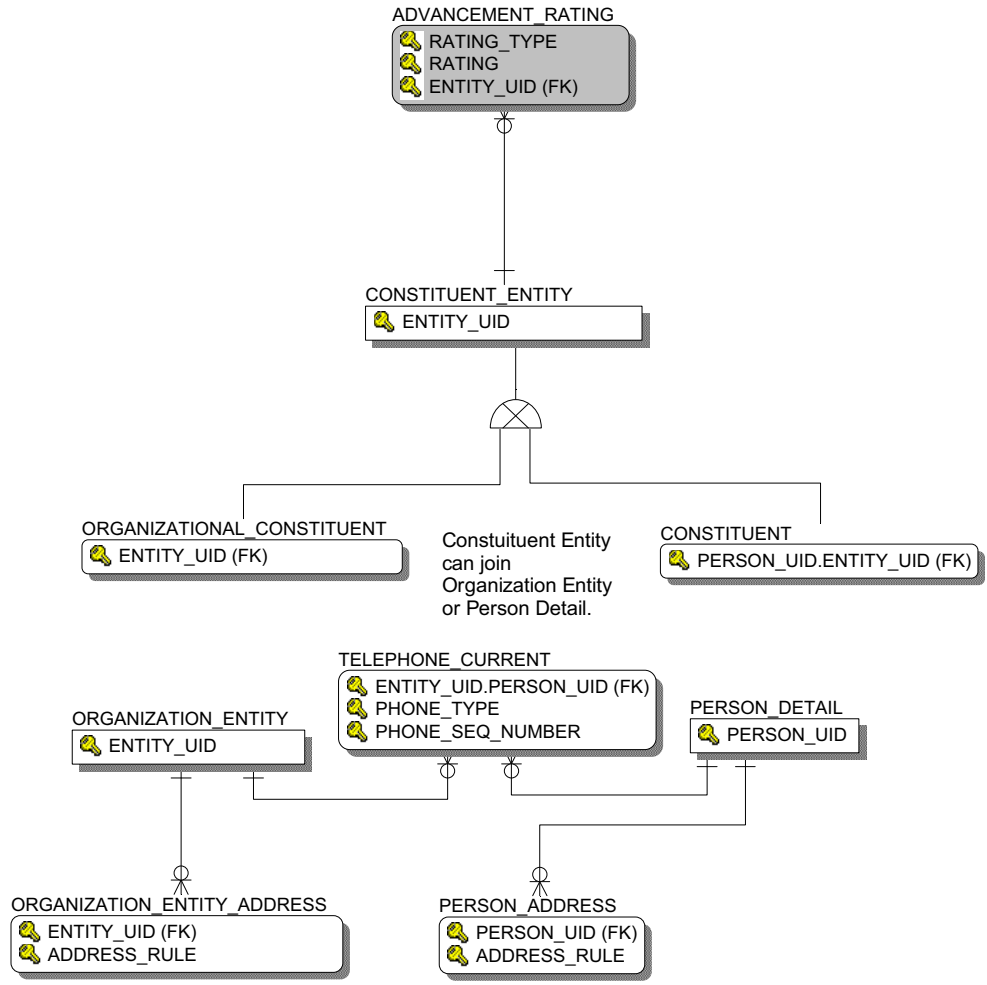 ADVANCEMENT_RATING
RATING_TYPE
RATING
ENTITY_UID (FK)
CONSTITUENT_ENTITY
ENTITY_UID
ORGANIZATIONAL_CONSTITUENT
ENTITY_UID (FK)
Constuituent Entity
can join
Organization Entity
or Person Detail.
CONSTITUENT
PERSON_UID.ENTITY_UID (FK)
TELEPHONE_CURRENT
ENTITY_UID.PERSON_UID (FK)
PHONE_TYPE
PHONE_SEQ_NUMBER
ORGANIZATION_ENTITY
ENTITY_UID
PERSON_DETAIL
PERSON_UID
ORGANIZATION_ENTITY_ADDRESS
ENTITY_UID (FK)
ADDRESS_RULE
PERSON_ADDRESS
PERSON_UID (FK)
ADDRESS_RULE